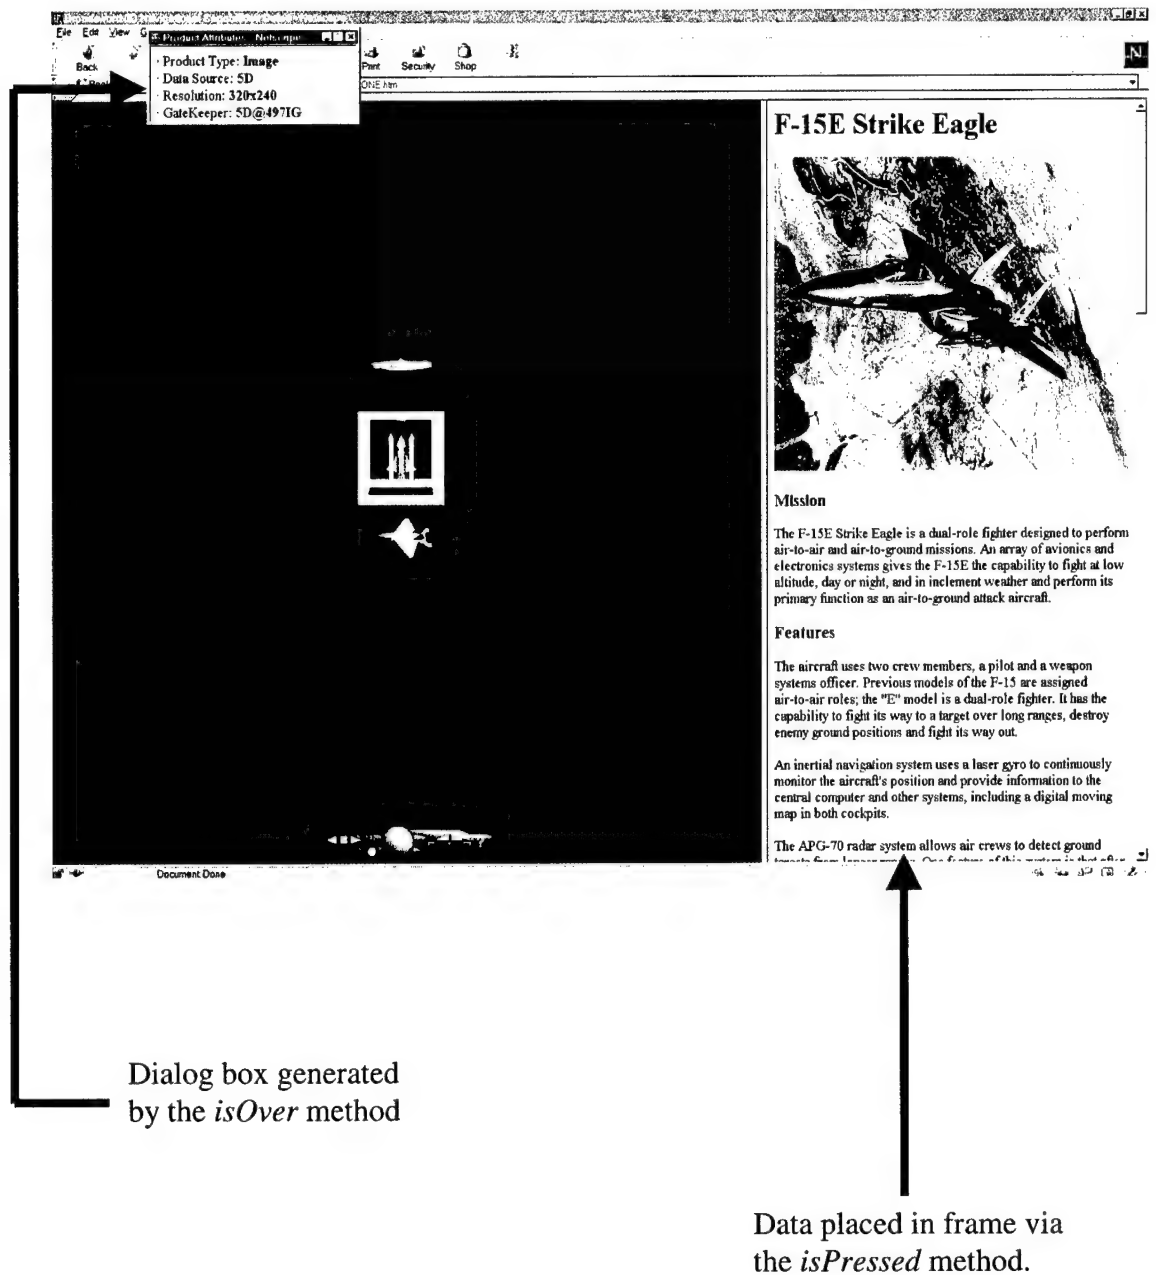 File Edit View G
Product Attributes - Netscape
Back
Print Security Shop
N
· Product Type: Image
· Data Source: 5D
· Resolution: 320x240
· GateKeeper: 5D@497IG
ONE.htm
F-15E Strike Eagle
Mission
The F-15E Strike Eagle is a dual-role fighter designed to perform
air-to-air and air-to-ground missions. An array of avionics and
electronics systems gives the F-15E the capability to fight at low
altitude, day or night, and in inclement weather and perform its
primary function as an air-to-ground attack aircraft.
Features
The aircraft uses two crew members, a pilot and a weapon
systems officer. Previous models of the F-15 are assigned
air-to-air roles; the "E" model is a dual-role fighter. It has the
capability to fight its way to a target over long ranges, destroy
enemy ground positions and fight its way out.
An inertial navigation system uses a laser gyro to continuously
monitor the aircraft's position and provide information to the
central computer and other systems, including a digital moving
map in both cockpits.
The APG-70 radar system allows air crews to detect ground
Document Done
Dialog box generated
by the isOver method
Data placed in frame via
the isPressed method.